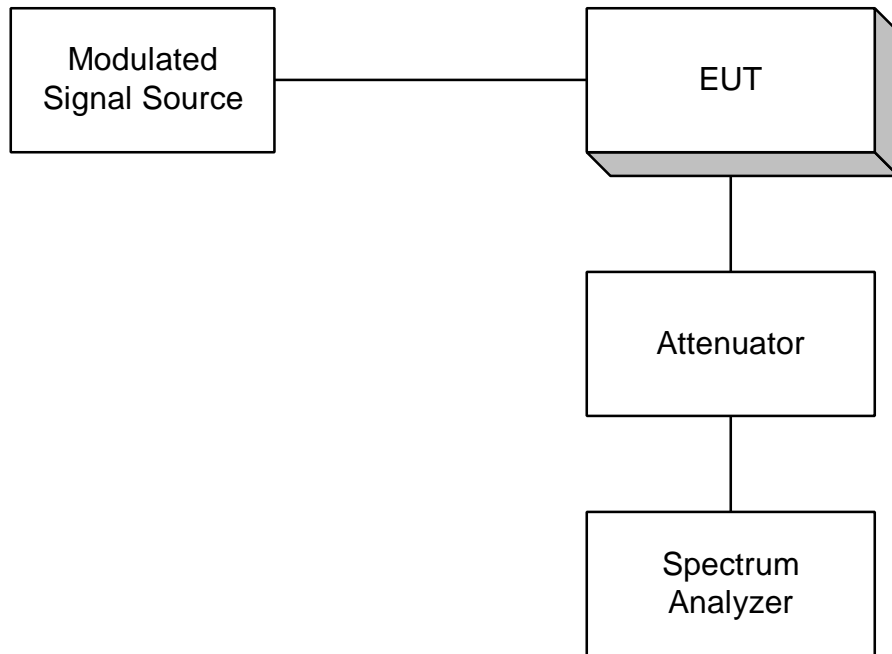 Modulated
Signal Source
EUT
Attenuator
Spectrum
Analyzer